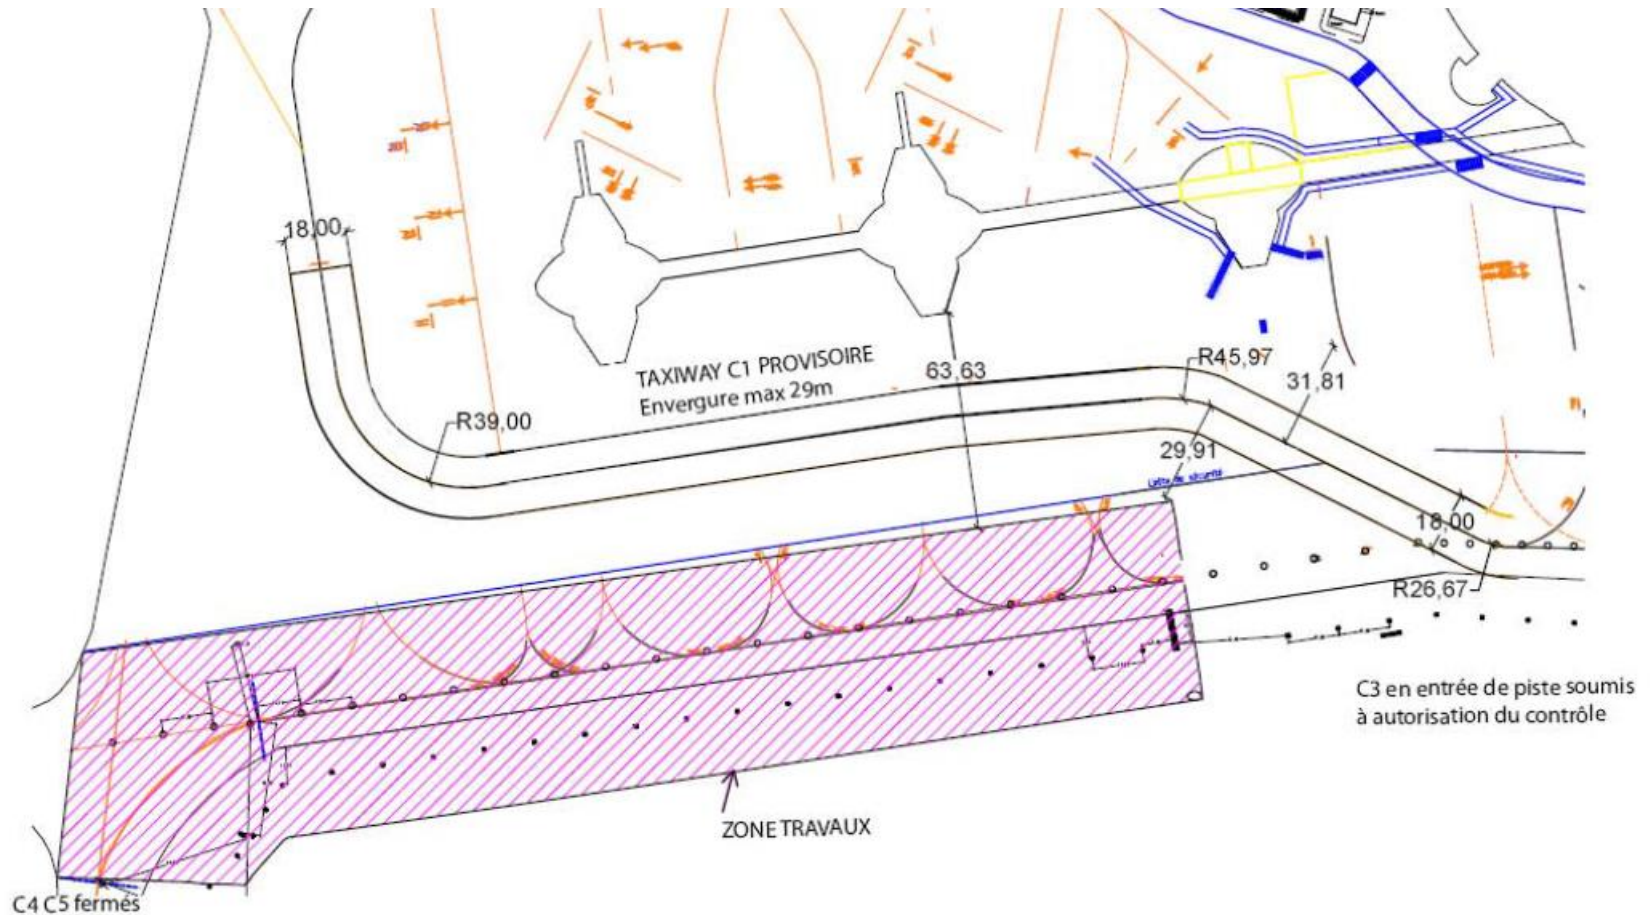 18,00
TAXIWAY C1 PROVISOIRE
Envergure max 29m
63,63
R45,97
31,81
R39,00
29,91
18,00
R26,67
C3 en entrée de piste soumis
à autorisation du contrôle
ZONE TRAVAUX
C4 C5 fermés